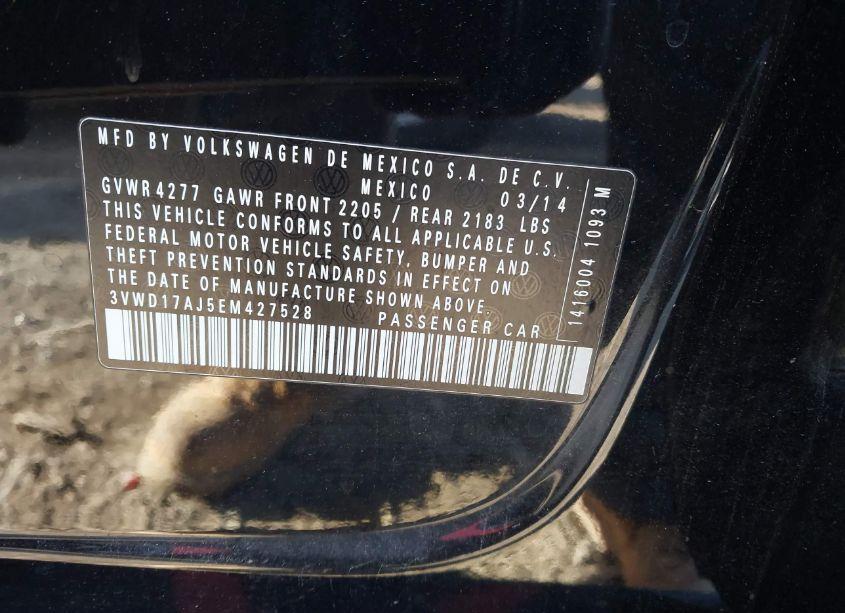 MFD BY VOLKSWAGEN DE MEXICO S.A. DE C.V.
MEXICO 03/14
GVWR 4277 GAWR FRONT 2205 / REAR 2183 LBS
THIS VEHICLE CONFORMS TO ALL APPLICABLE U.S.
FEDERAL MOTOR VEHICLE SAFETY, BUMPER AND
THEFT PREVENTION STANDARDS IN EFFECT ON
THE DATE OF MANUFACTURE SHOWN ABOVE.
3VWD17AJ5EM427528 PASSENGER CAR
1416004 1093 M